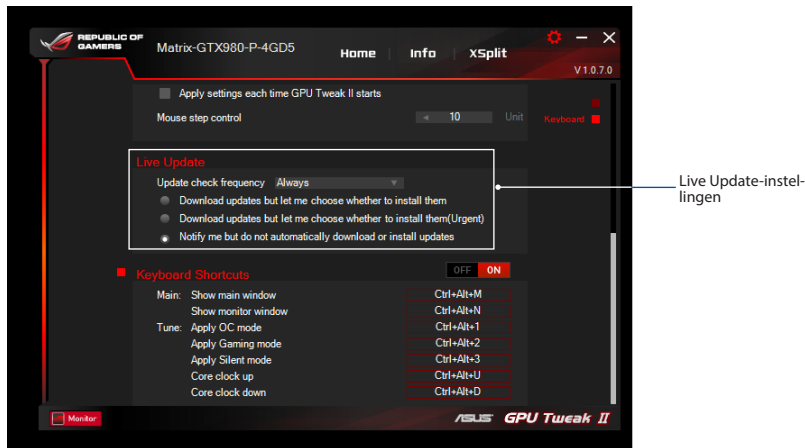 REPUBLIC OF
GAMERS
Matrix-GTX980-P-4GD5
Home
Info
XSplit
V 1.0.7.0
Apply settings each time GPU Tweak II starts
Mouse step control 10 Unit
Keyboard
Live Update
Update check frequency Always
Download updates but let me choose whether to install them
Download updates but let me choose whether to install them(Urgent)
Notify me but do not automatically download or install updates
Live Update-instel-
lingen
Keyboard Shortcuts OFF ON
Main: Show main window Ctrl+Alt+M
Show monitor window Ctrl+Alt+N
Tune: Apply OC mode Ctrl+Alt+1
Apply Gaming mode Ctrl+Alt+2
Apply Silent mode Ctrl+Alt+3
Core clock up Ctrl+Alt+U
Core clock down Ctrl+Alt+D
Monitor
ASUS GPU Tweak II